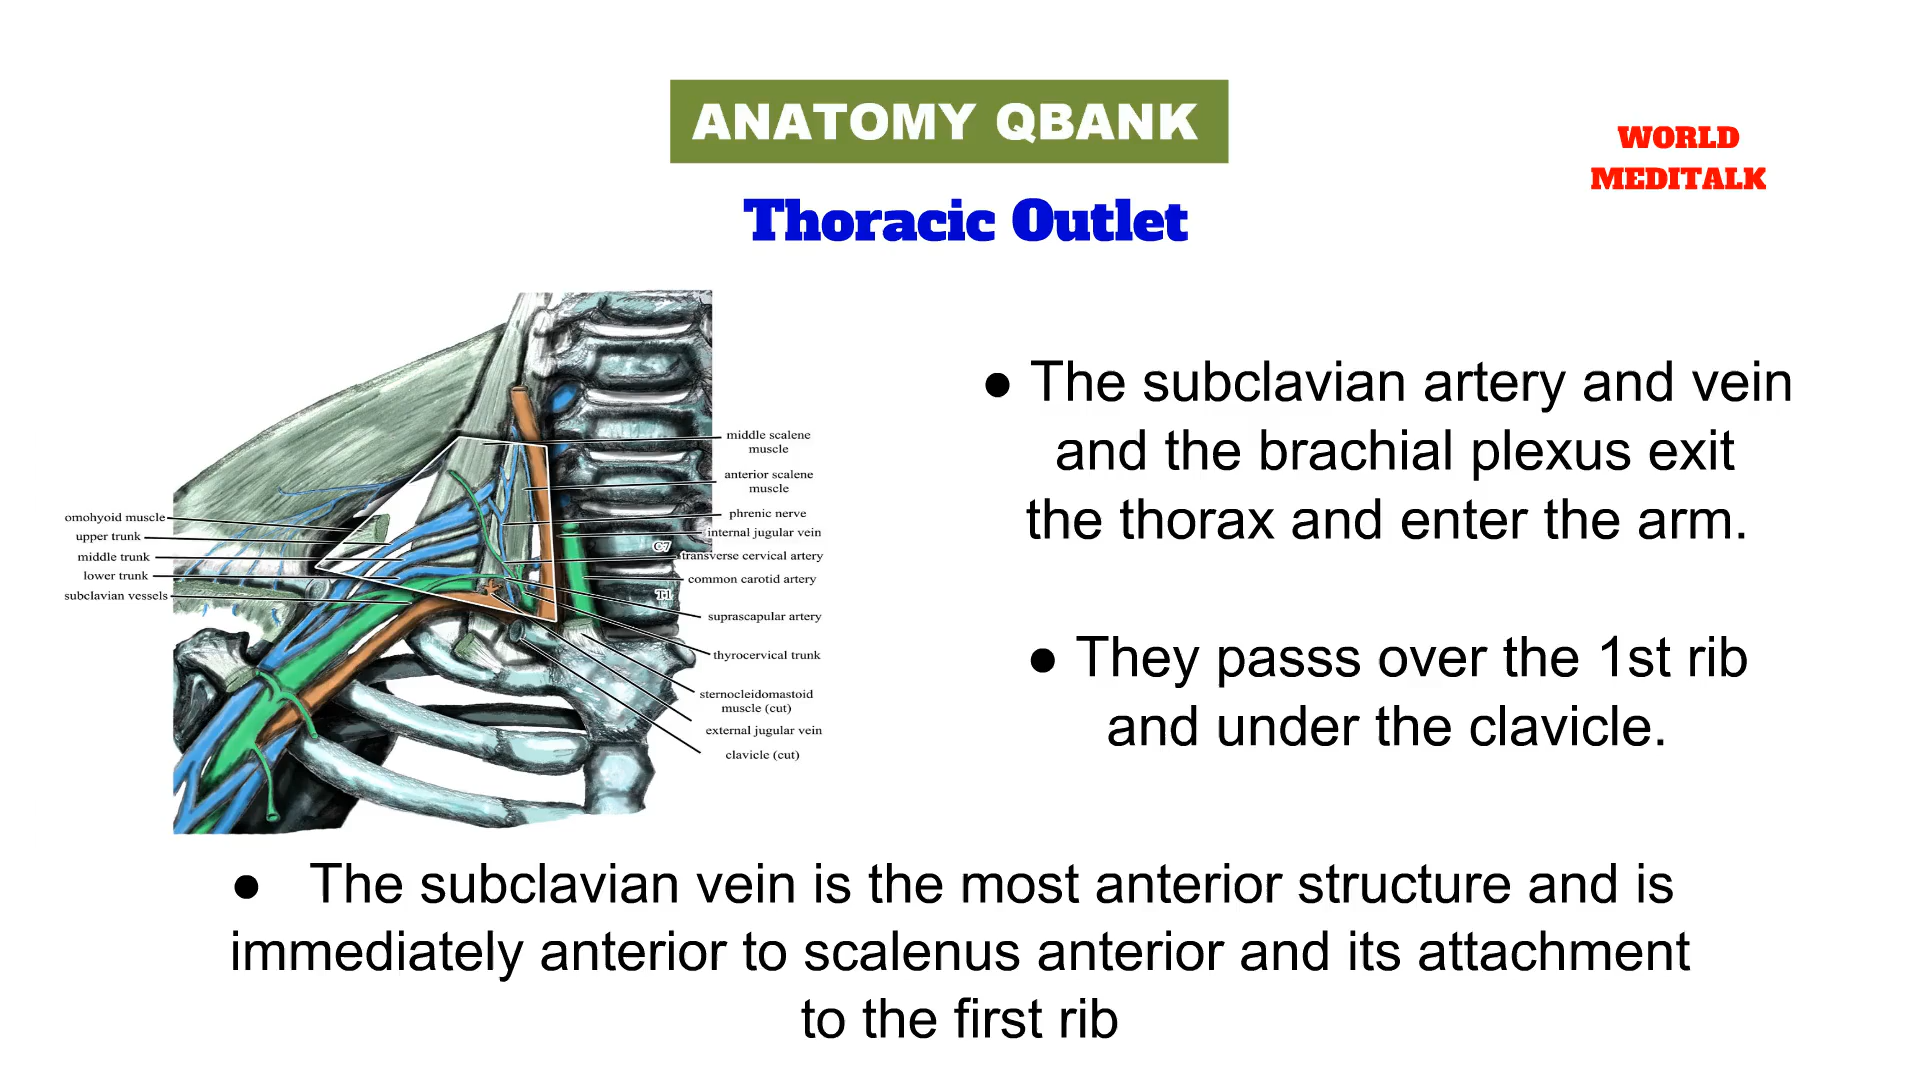 ANATOMY QBANK
WORLD
MEDITALK
Thoracic Outlet
middle scalene
muscle
anterior scalene
muscle
phrenic nerve
internal jugular vein
transverse cervical artery
common carotid artery
suprascapular artery
thyrocervical trunk
sternocleidomastoid
muscle (cut)
external jugular vein
clavicle (cut)
omohyoid muscle
upper trunk
middle trunk
lower trunk
subclavian vessels
C7
T1
● The subclavian artery and vein
and the brachial plexus exit
the thorax and enter the arm.
● They passs over the 1st rib
and under the clavicle.
● The subclavian vein is the most anterior structure and is
immediately anterior to scalenus anterior and its attachment
to the first rib